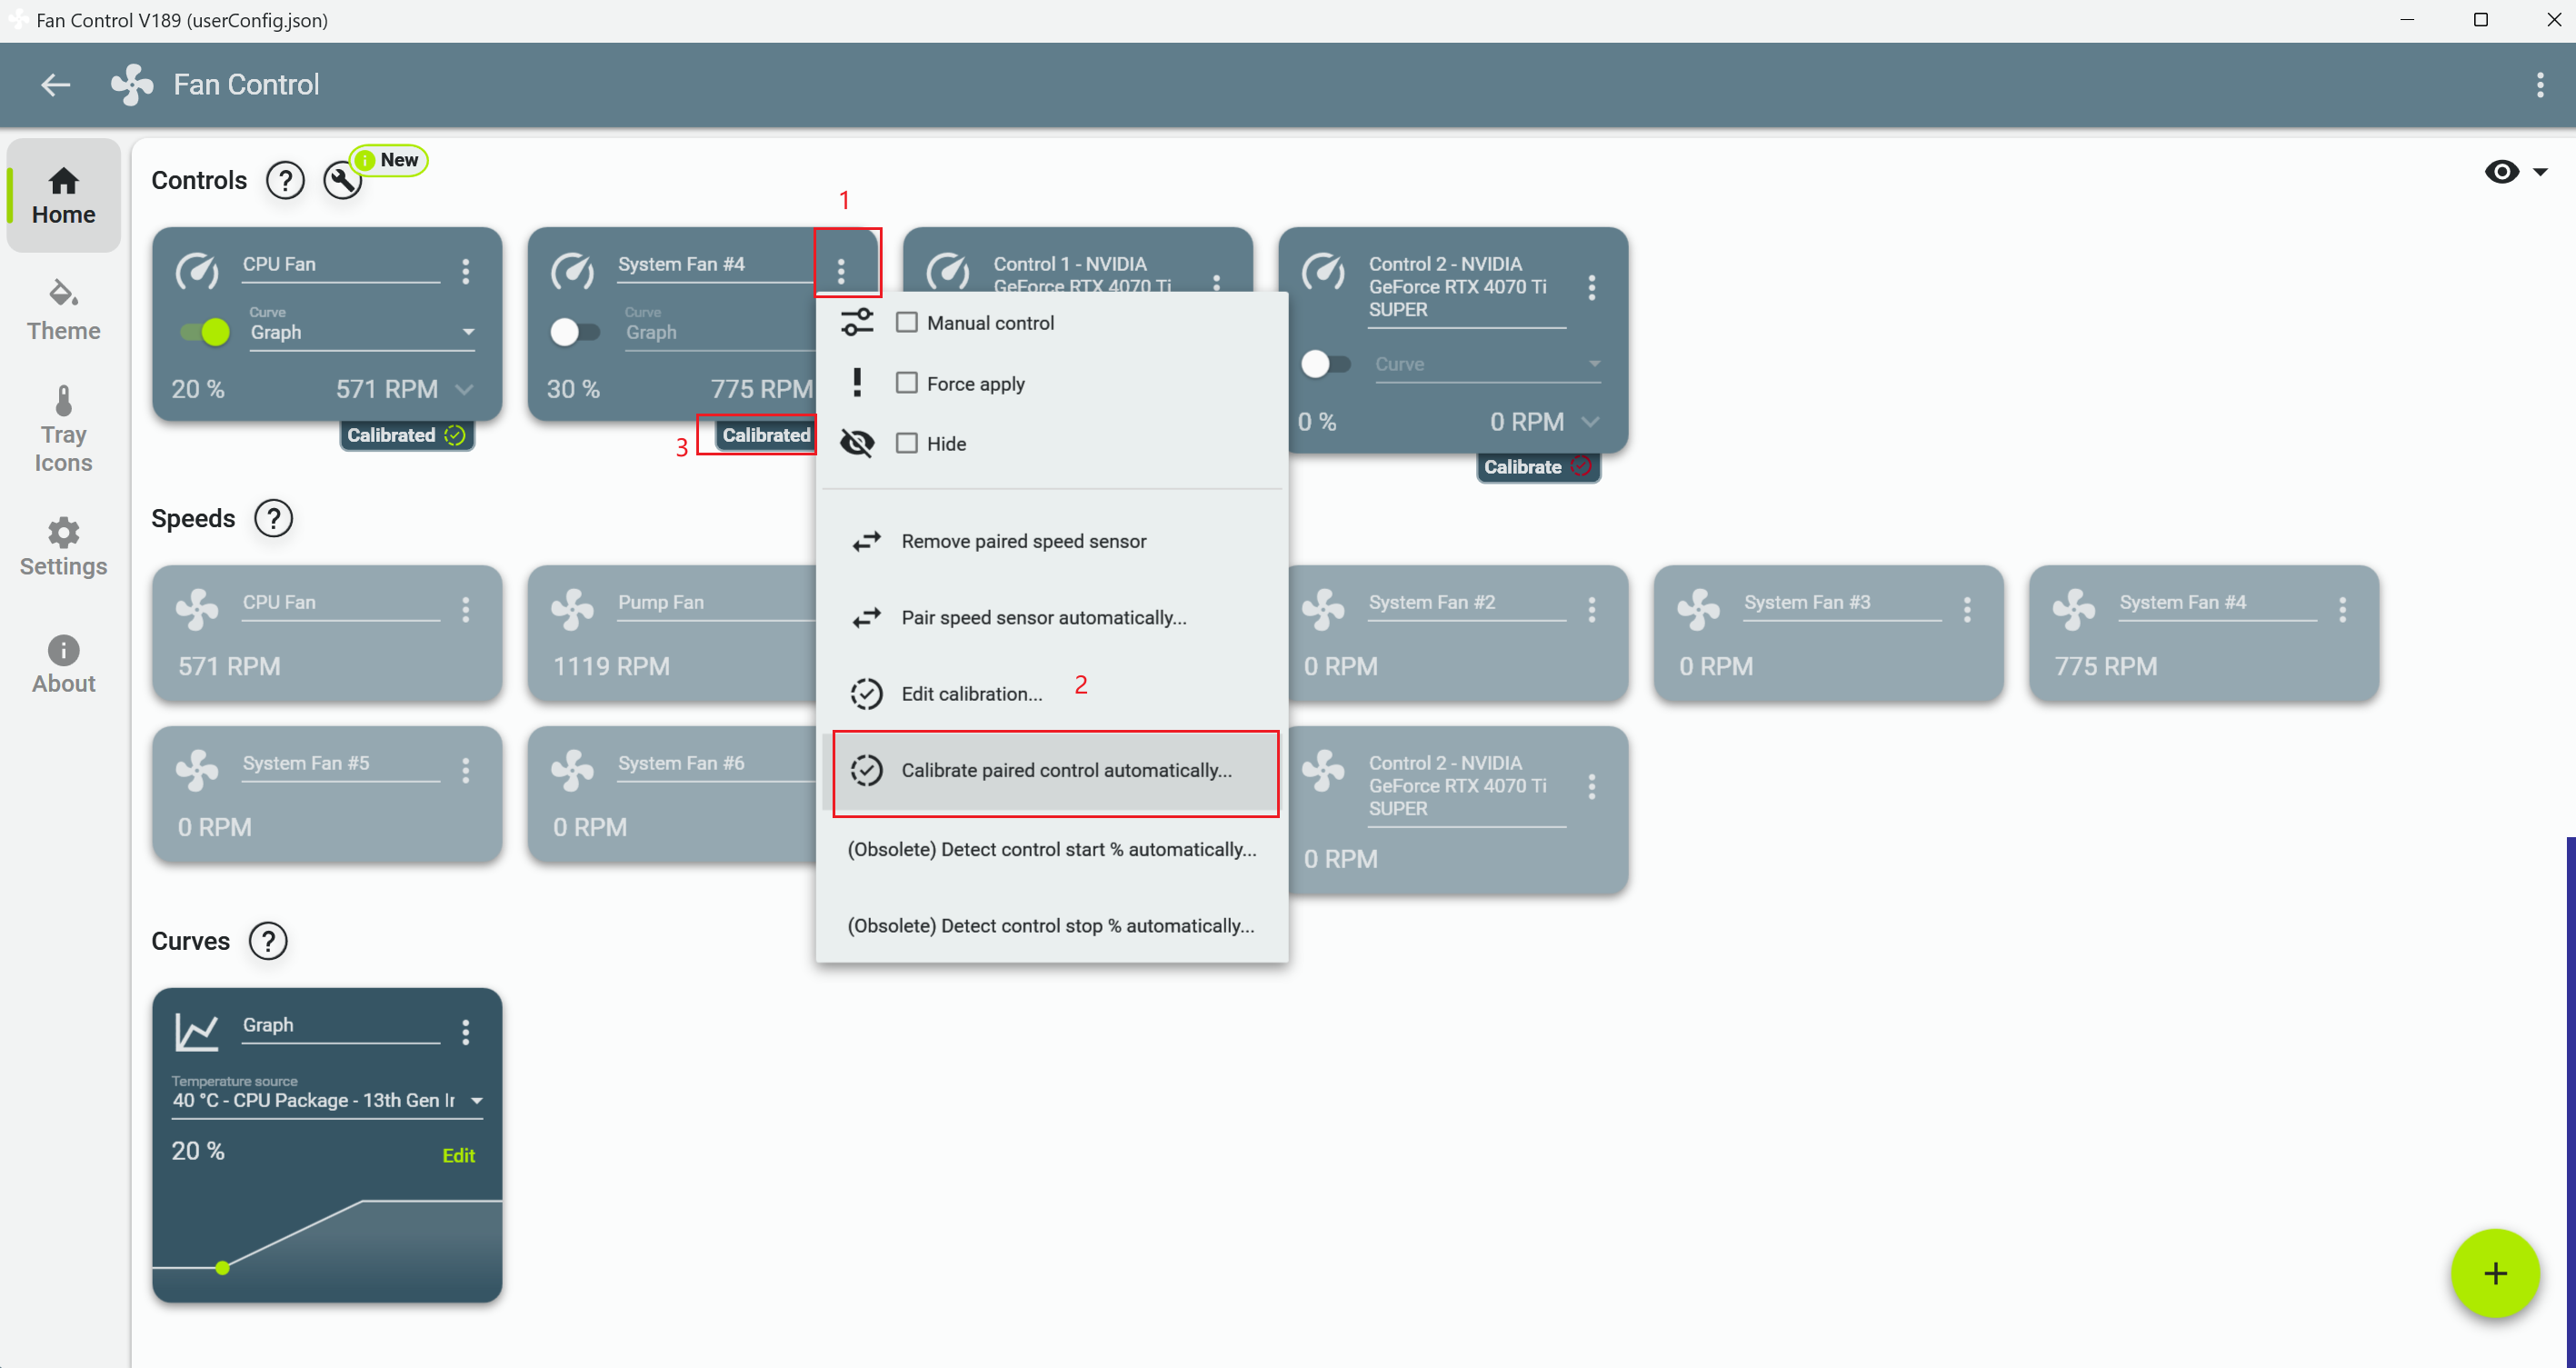 Fan Control V189 (userConfig.json)
Fan Control
Home
Theme
Tray
Icons
Settings
About
Controls
New
1
CPU Fan
Curve
Graph
20 %
571 RPM
Calibrated
System Fan #4
Curve
Graph
30 %
775 RPM
3
Calibrated
Control 1 - NVIDIA
GeForce RTX 4070 Ti
Control 2 - NVIDIA
GeForce RTX 4070 Ti
SUPER
Curve
0 %
0 RPM
Calibrate
Manual control
Force apply
Hide
Remove paired speed sensor
Pair speed sensor automatically...
Edit calibration...
2
Calibrate paired control automatically...
(Obsolete) Detect control start % automatically...
(Obsolete) Detect control stop % automatically...
Speeds
CPU Fan
571 RPM
Pump Fan
1119 RPM
System Fan #2
0 RPM
System Fan #3
0 RPM
System Fan #4
775 RPM
System Fan #5
0 RPM
System Fan #6
0 RPM
Control 2 - NVIDIA
GeForce RTX 4070 Ti
SUPER
0 RPM
Curves
Graph
Temperature source
40 °C - CPU Package - 13th Gen Ir
20 %
Edit